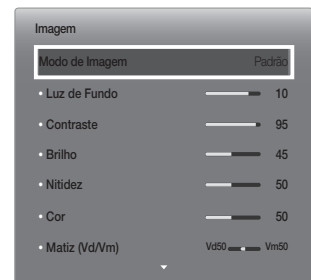 Imagem
Modo de Imagem Padrão
• Luz de Fundo 10
• Contraste 95
• Brilho 45
• Nitidez 50
• Cor 50
• Matiz (Vd/Vm) Vd50 Vm50